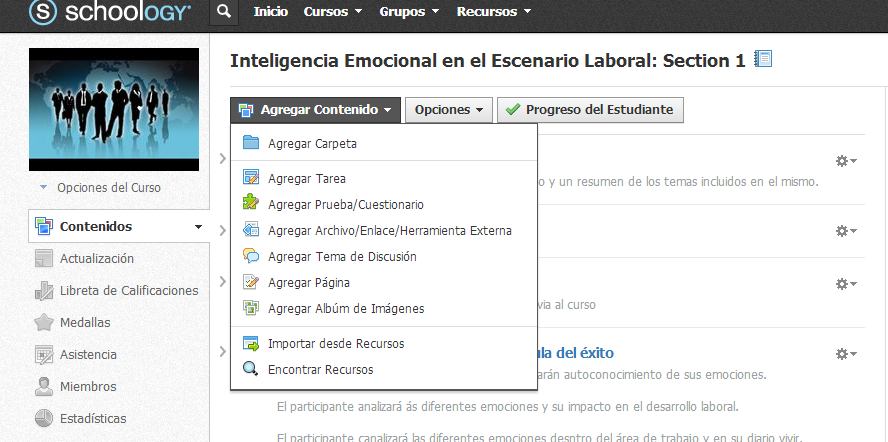 S schoology®
Inicio Cursos Grupos Recursos
Inteligencia Emocional en el Escenario Laboral: Section 1
Agregar Contenido Opciones Progreso del Estudiante
Opciones del Curso
Contenidos
Actualización
Libreta de Calificaciones
Medallas
Asistencia
Miembros
Estadísticas
Agregar Carpeta
Agregar Tarea
Agregar Prueba/Cuestionario
Agregar Archivo/Enlace/Herramienta Externa
Agregar Tema de Discusión
Agregar Página
Agregar Albúm de Imágenes
Importar desde Recursos
Encontrar Recursos
o y un resumen de los temas incluidos en el mismo.
via al curso
ula del éxito
arán autoconocimiento de sus emociones.
El participante analizará ás diferentes emociones y su impacto en el desarrollo laboral.
El participante canalizará las diferentes emociones desntro del área de trabajo y en su diario vivir.